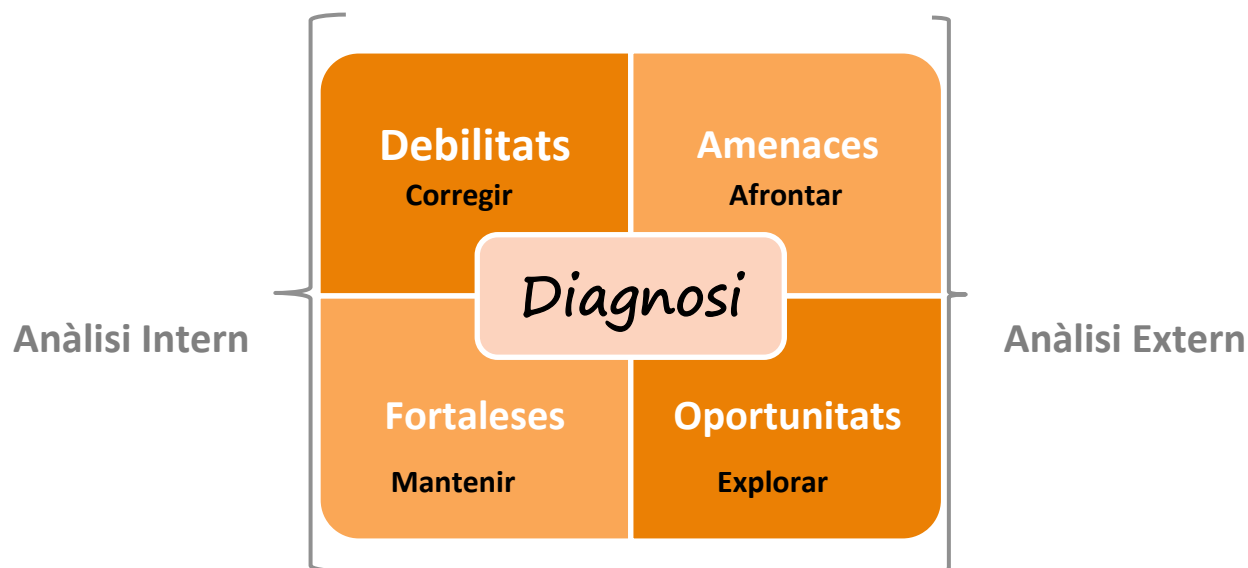 Debilitats
Corregir
Amenaces
Afrontar
Diagnosi
Anàlisi Intern
Anàlisi Extern
Fortaleses
Mantenir
Oportunitats
Explorar